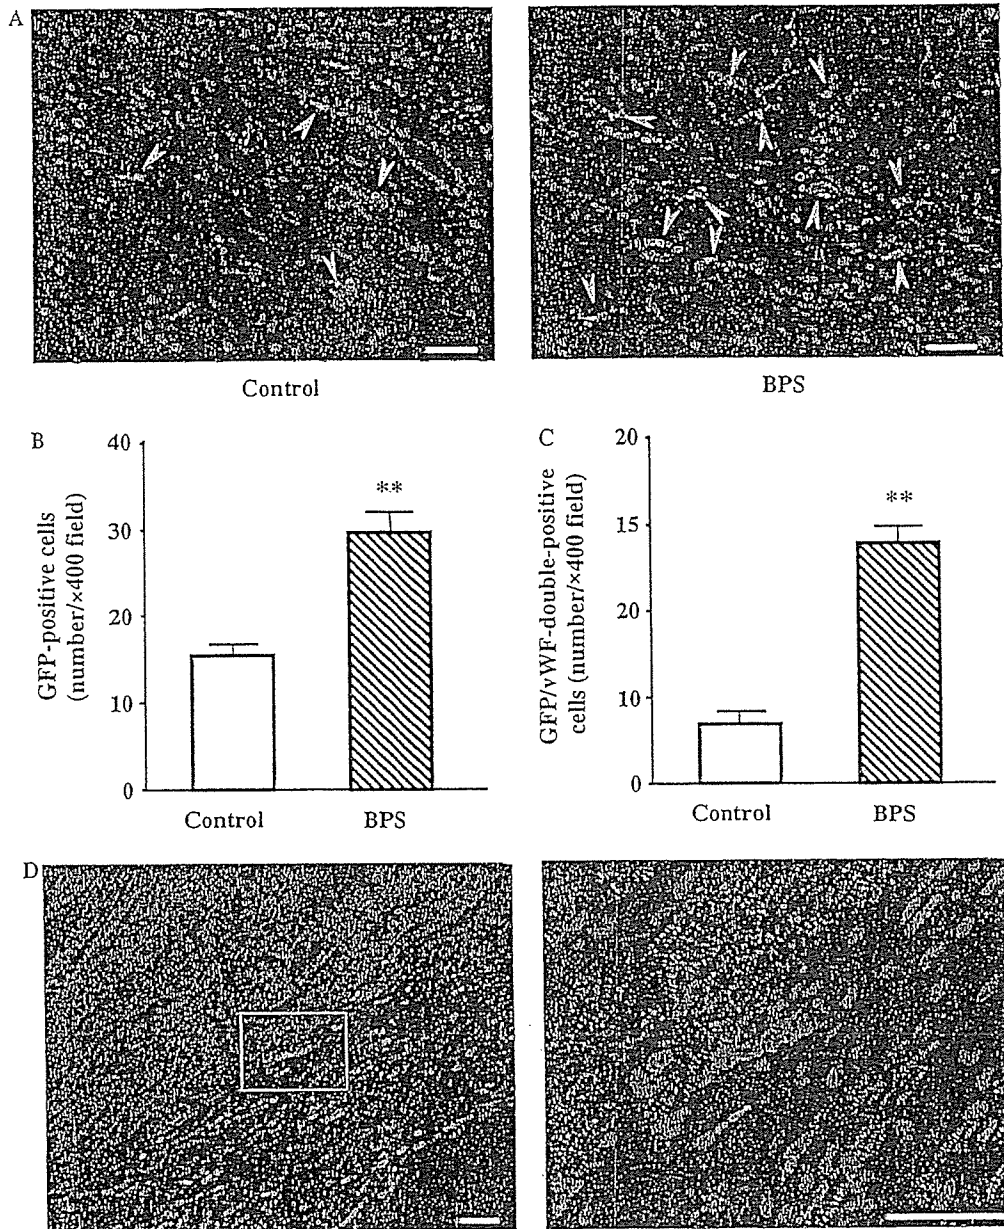 A
Control
BPS
B
GFP-positive cells
(number/×400 field)
40
30
20
10
0
**
Control
BPS
C
GFP/vWF-double-positive
cells (number/×400 field)
20
15
20
10
0
**
Control
BPS
D